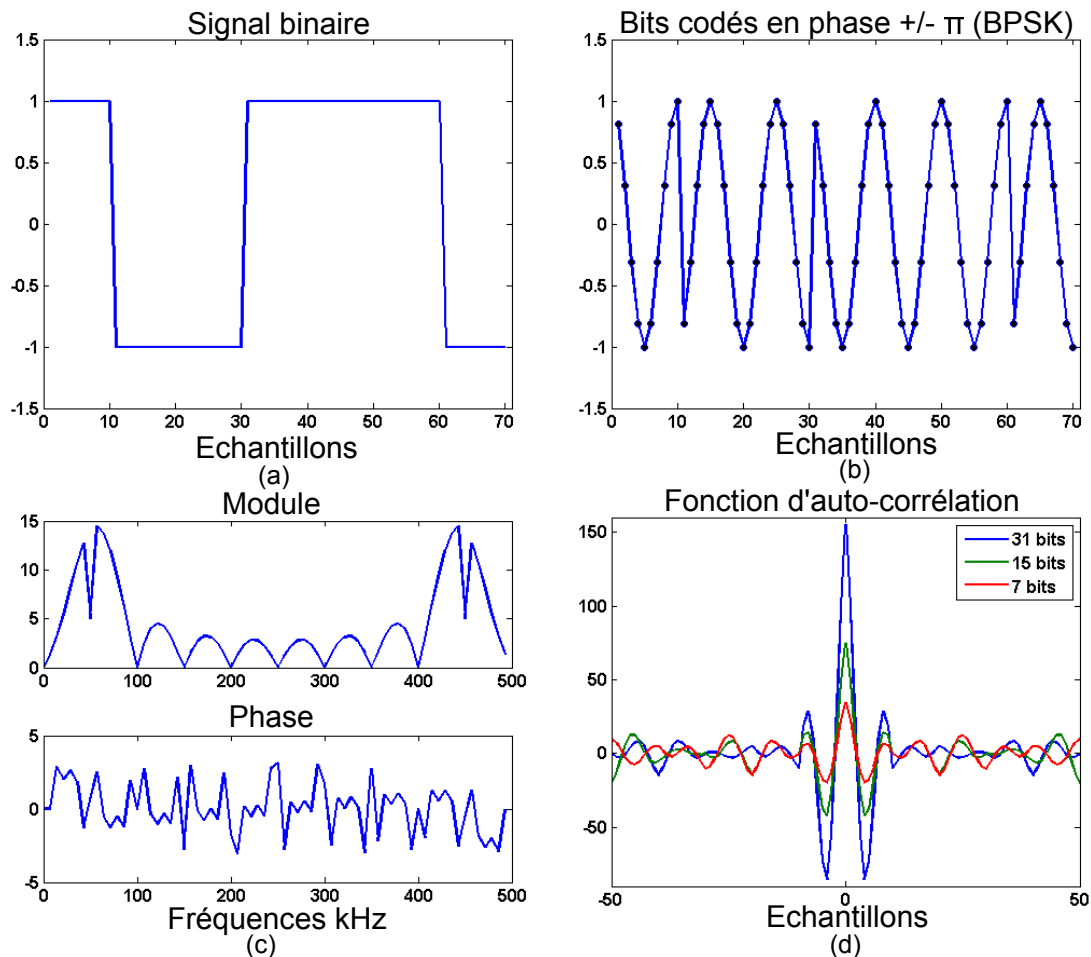 Signal binaire
1.5
1
0.5
0
-0.5
-1
-1.5
0 10 20 30 40 50 60 70
Echantillons
(a)
Bits codés en phase +/- π (BPSK)
1.5
1
0.5
0
-0.5
-1
-1.5
0 10 20 30 40 50 60 70
Echantillons
(b)
Module
15
10
5
0
0 100 200 300 400 500
Phase
5
0
-5
0 100 200 300 400 500
Fréquences kHz
(c)
Fonction d'auto-corrélation
150
100
50
0
-50
31 bits
15 bits
7 bits
-50 0 50
Echantillons
(d)